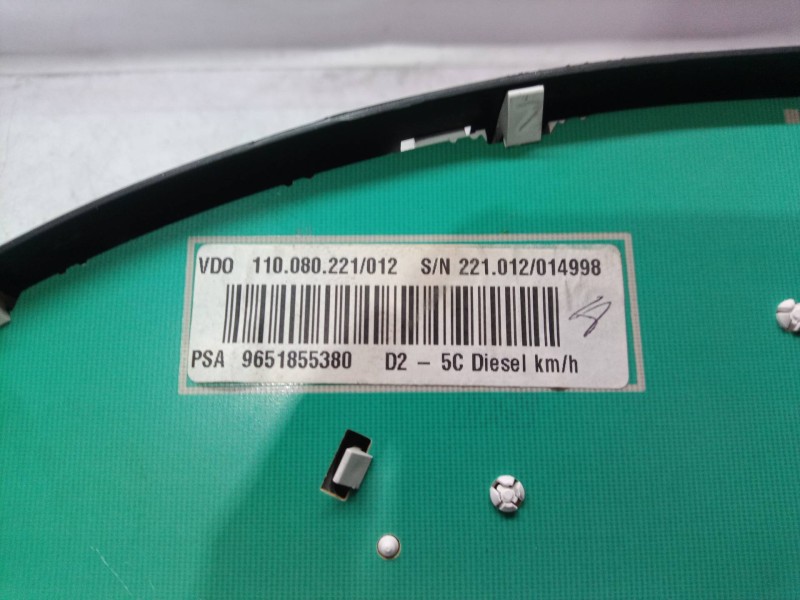 VDO 110.080.221/012 S/N 221.012/014998
PSA 9651855380 D2 - 5C Diesel km/h